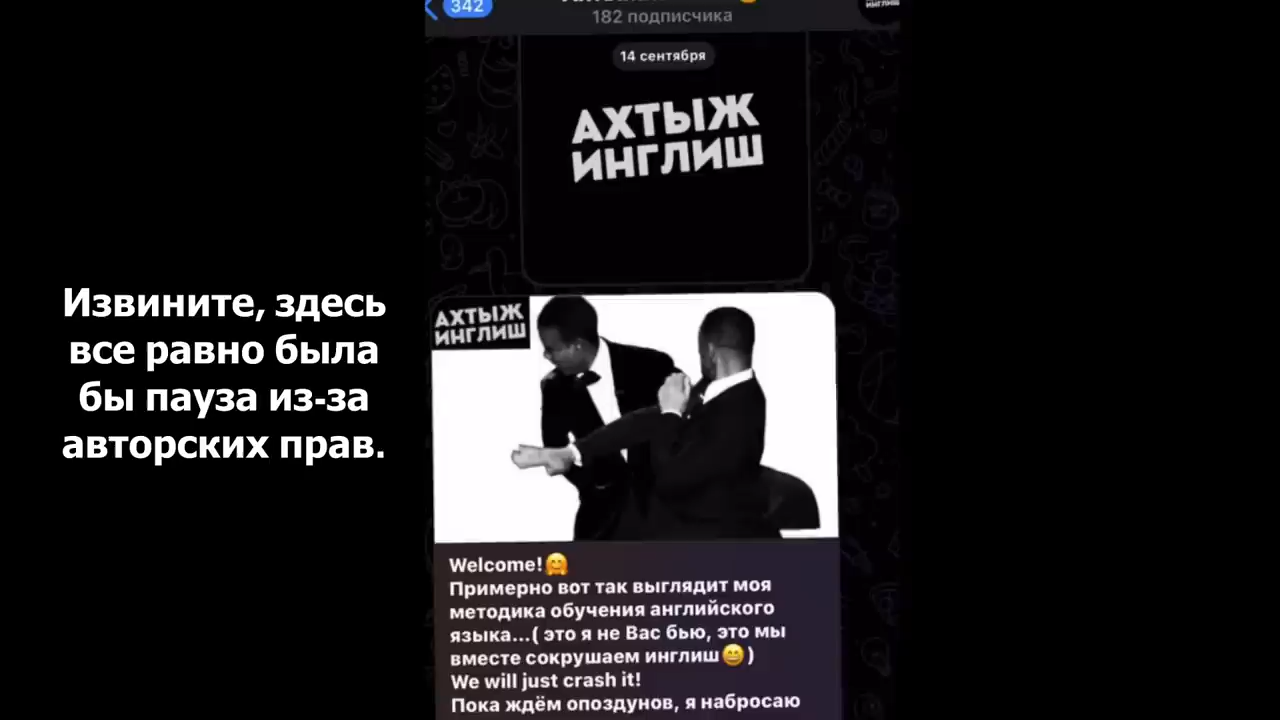 Извините, здесь
все равно была
бы пауза из-за
авторских прав.
342
182 подписчика
14 сентября
АХТЫЖ
ИНГЛИШ
АХТЫЖ
ИНГЛИШ
Welcome!🤗
Примерно вот так выглядит моя
методика обучения английского
языка...( это я не Вас бью, это мы
вместе сокрушаем инглиш😄)
We will just crash it!
Пока ждём опоздунов, я набросаю